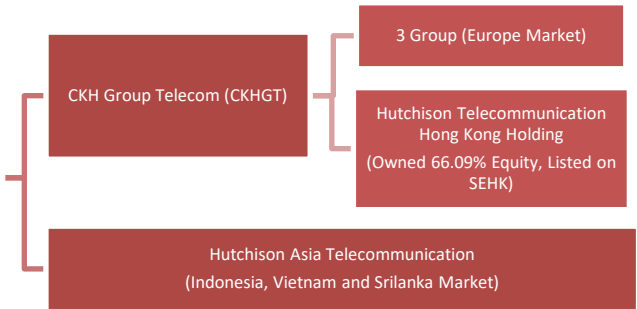 3 Group (Europe Market)
CKH Group Telecom (CKHGT)
Hutchison Telecommunication
Hong Kong Holding
(Owned 66.09% Equity, Listed on
SEHK)
Hutchison Asia Telecommunication
(Indonesia, Vietnam and Srilanka Market)